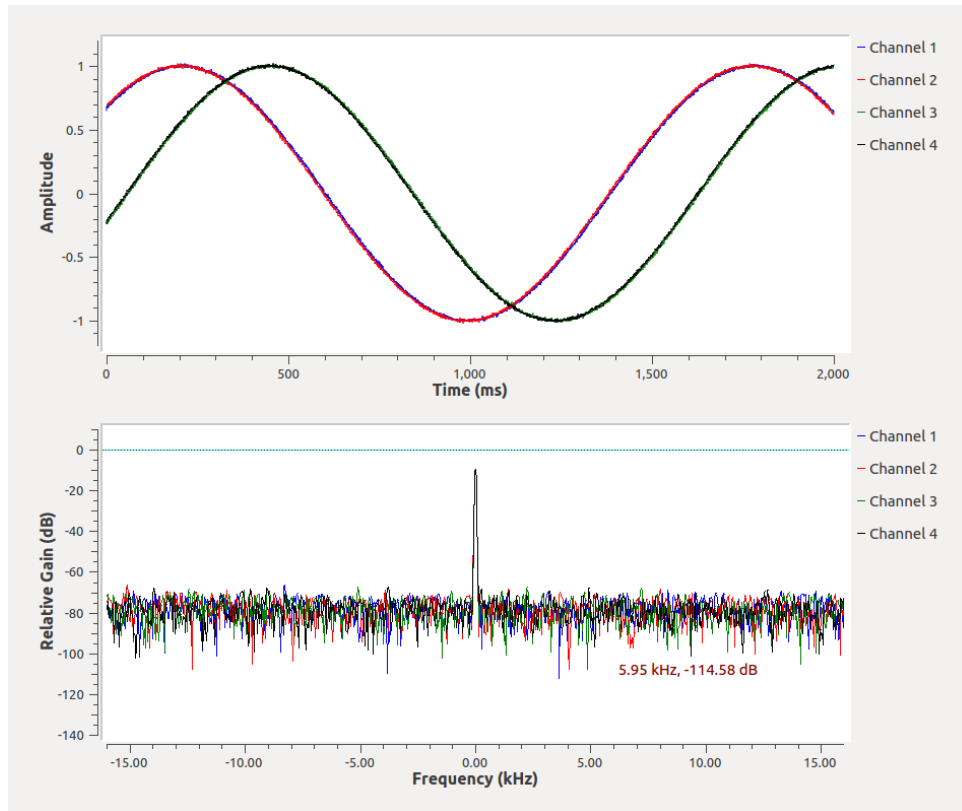 Channel 1
Channel 2
Channel 3
Channel 4
Amplitude
1
0.5
0
-0.5
-1
0 500 1,000 1,500 2,000
Time (ms)
Channel 1
Channel 2
Channel 3
Channel 4
Relative Gain (dB)
0
-20
-40
-60
-80
-100
-120
-140
5.95 kHz, -114.58 dB
-15.00 -10.00 -5.00 0.00 5.00 10.00 15.00
Frequency (kHz)